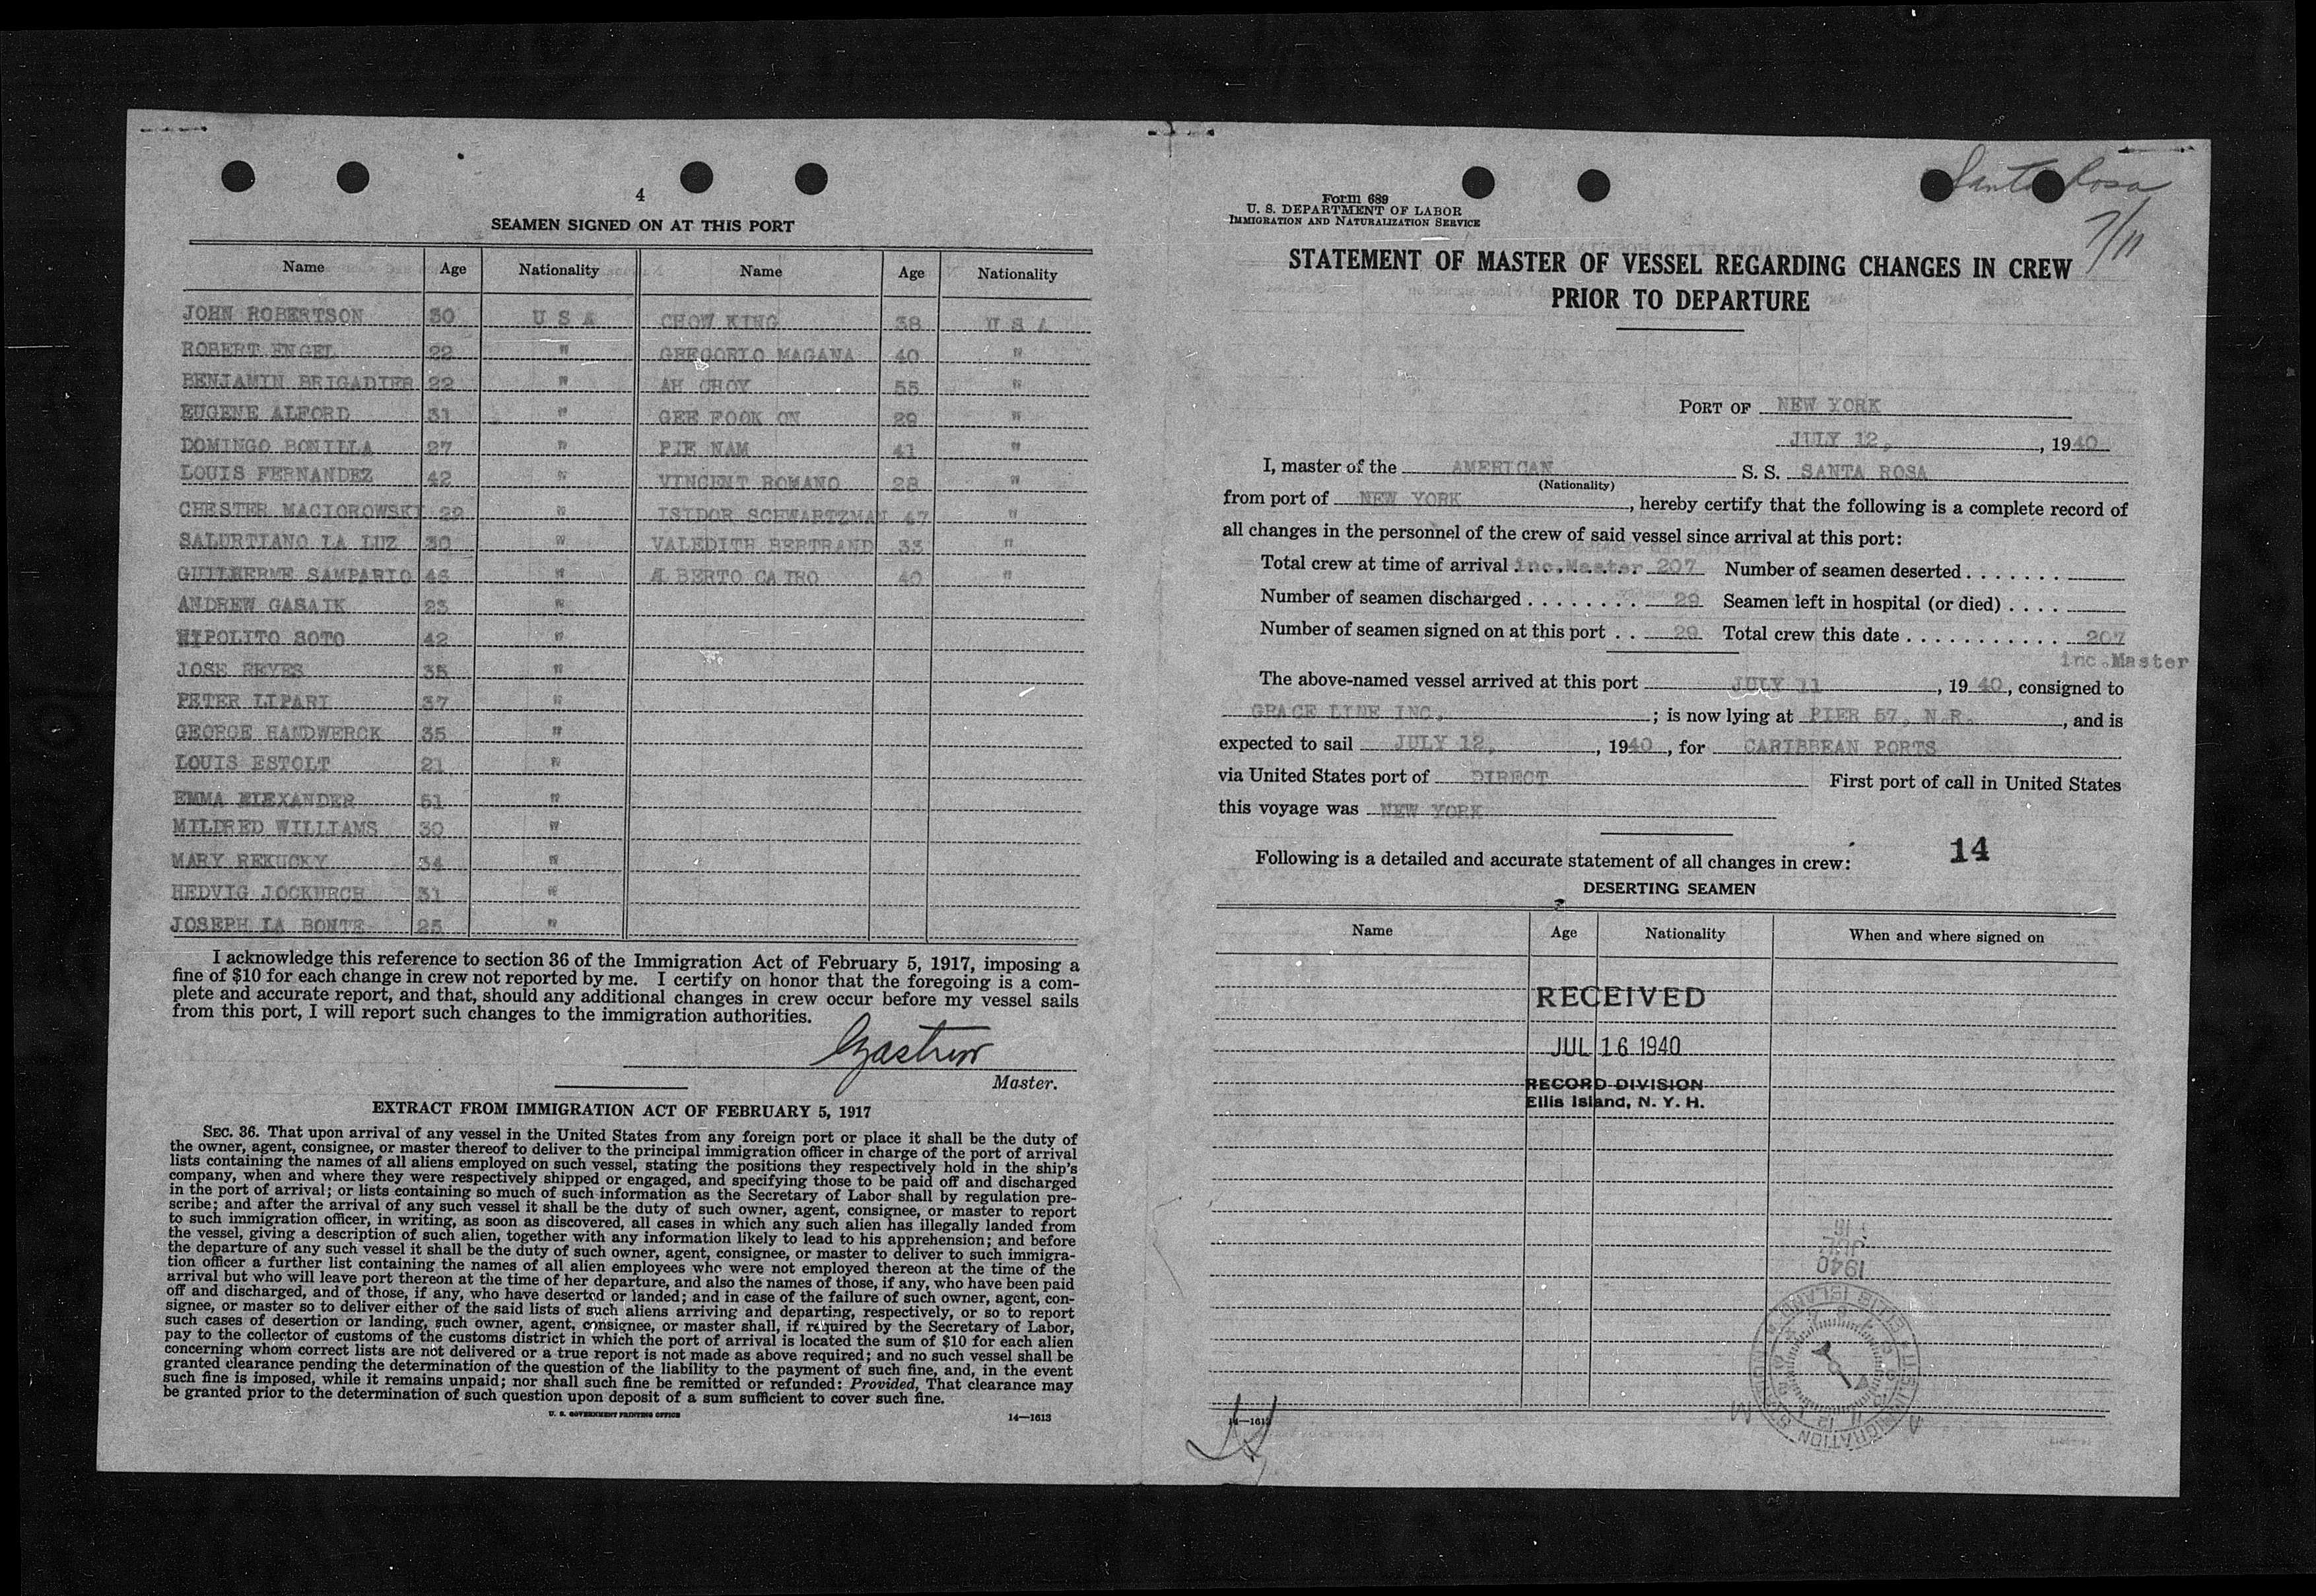 4
SEAMEN SIGNED ON AT THIS PORT
Name Age Nationality Name Age Nationality
JOHN ROBERTSON 30 U S A CHOW KING 38 U S A
ROBERT ENGEL 22 " GREGORIO MAGANA 40 "
BENJAMIN BRIGADIER 22 " AH CHOY 55 "
EUGENE ALFORD 31 " GEE FOOK ON 29 "
DOMINGO BONILLA 27 " PIE NAM 41 "
LOUIS FERNANDEZ 42 " VINCENT ROMANO 28 "
CHESTER MACIOROWSKI 29 " ISIDOR SCHWARTZMAN 47 "
SALURTIANO LA LUZ 30 " VALEDITH BERTRAND 33 "
GUILHERME SAMPARIO 46 " ALBERTO CAIRO 40 "
ANDREW GASAIK 23 "
HIPOLITO SOTO 42 "
JOSE REYES 35 "
PETER LIPARI 37 "
GEORGE HANDWERCK 35 "
LOUIS ESTOLT 21 "
EMMA ELEXANDER 51 "
MILDRED WILLIAMS 30 "
MARY REKUCKY 34 "
HEDVIG JOCKURCH 31 "
JOSEPH LA BONTE 25 "
I acknowledge this reference to section 36 of the Immigration Act of February 5, 1917, imposing a
fine of $10 for each change in crew not reported by me. I certify on honor that the foregoing is a com-
plete and accurate report, and that, should any additional changes in crew occur before my vessel sails
from this port, I will report such changes to the immigration authorities.
Master.
EXTRACT FROM IMMIGRATION ACT OF FEBRUARY 5, 1917
SEC. 36. That upon arrival of any vessel in the United States from any foreign port or place it shall be the duty of
the owner, agent, consignee, or master thereof to deliver to the principal immigration officer in charge of the port of arrival
lists containing the names of all aliens employed on such vessel, stating the positions they respectively hold in the ship's
company, when and where they were respectively shipped or engaged, and specifying those to be paid off and discharged
in the port of arrival; or lists containing so much of such information as the Secretary of Labor shall by regulation pre-
scribe; and after the arrival of any such vessel it shall be the duty of such owner, agent, consignee, or master to report
to such immigration officer, in writing, as soon as discovered, all cases in which any such alien has illegally landed from
the vessel, giving a description of such alien, together with any information likely to lead to his apprehension; and before
the departure of any such vessel it shall be the duty of such owner, agent, consignee, or master to deliver to such immigra-
tion officer a further list containing the names of all alien employees who were not employed thereon at the time of the
arrival but who will leave port thereon at the time of her departure, and also the names of those, if any, who have been paid
off and discharged, and of those, if any, who have deserted or landed; and in case of the failure of such owner, agent, con-
signee, or master so to deliver either of the said lists of such aliens arriving and departing, respectively, or so to report
such cases of desertion or landing, such owner, agent, consignee, or master shall, if required by the Secretary of Labor,
pay to the collector of customs of the customs district in which the port of arrival is located the sum of $10 for each alien
concerning whom correct lists are not delivered or a true report is not made as above required; and no such vessel shall be
granted clearance pending the determination of the question of the liability to the payment of such fine, and, in the event
such fine is imposed, while it remains unpaid; nor shall such fine be remitted or refunded: Provided, That clearance may
be granted prior to the determination of such question upon deposit of a sum sufficient to cover such fine.
U. S. GOVERNMENT PRINTING OFFICE 14—1613
Santa Rosa
7/11
Form 689
U. S. DEPARTMENT OF LABOR
IMMIGRATION AND NATURALIZATION SERVICE
STATEMENT OF MASTER OF VESSEL REGARDING CHANGES IN CREW
PRIOR TO DEPARTURE
PORT OF NEW YORK
JULY 12, , 1940
I, master of the AMERICAN S. S. SANTA ROSA
(Nationality)
from port of NEW YORK , hereby certify that the following is a complete record of
all changes in the personnel of the crew of said vessel since arrival at this port:
Total crew at time of arrival inc.Master 207 Number of seamen deserted
Number of seamen discharged 29 Seamen left in hospital (or died)
Number of seamen signed on at this port 29 Total crew this date 207
inc.Master
The above-named vessel arrived at this port JULY 11 , 1940, consigned to
GRACE LINE INC. ; is now lying at PIER 57, N.R. , and is
expected to sail JULY 12, , 1940, for CARIBBEAN PORTS
via United States port of DIRECT First port of call in United States
this voyage was NEW YORK
Following is a detailed and accurate statement of all changes in crew: 14
DESERTING SEAMEN
Name Age Nationality When and where signed on
RECEIVED
JUL 16 1940
RECORD DIVISION
Ellis Island, N. Y. H.
JUL 16
1940
14—1613